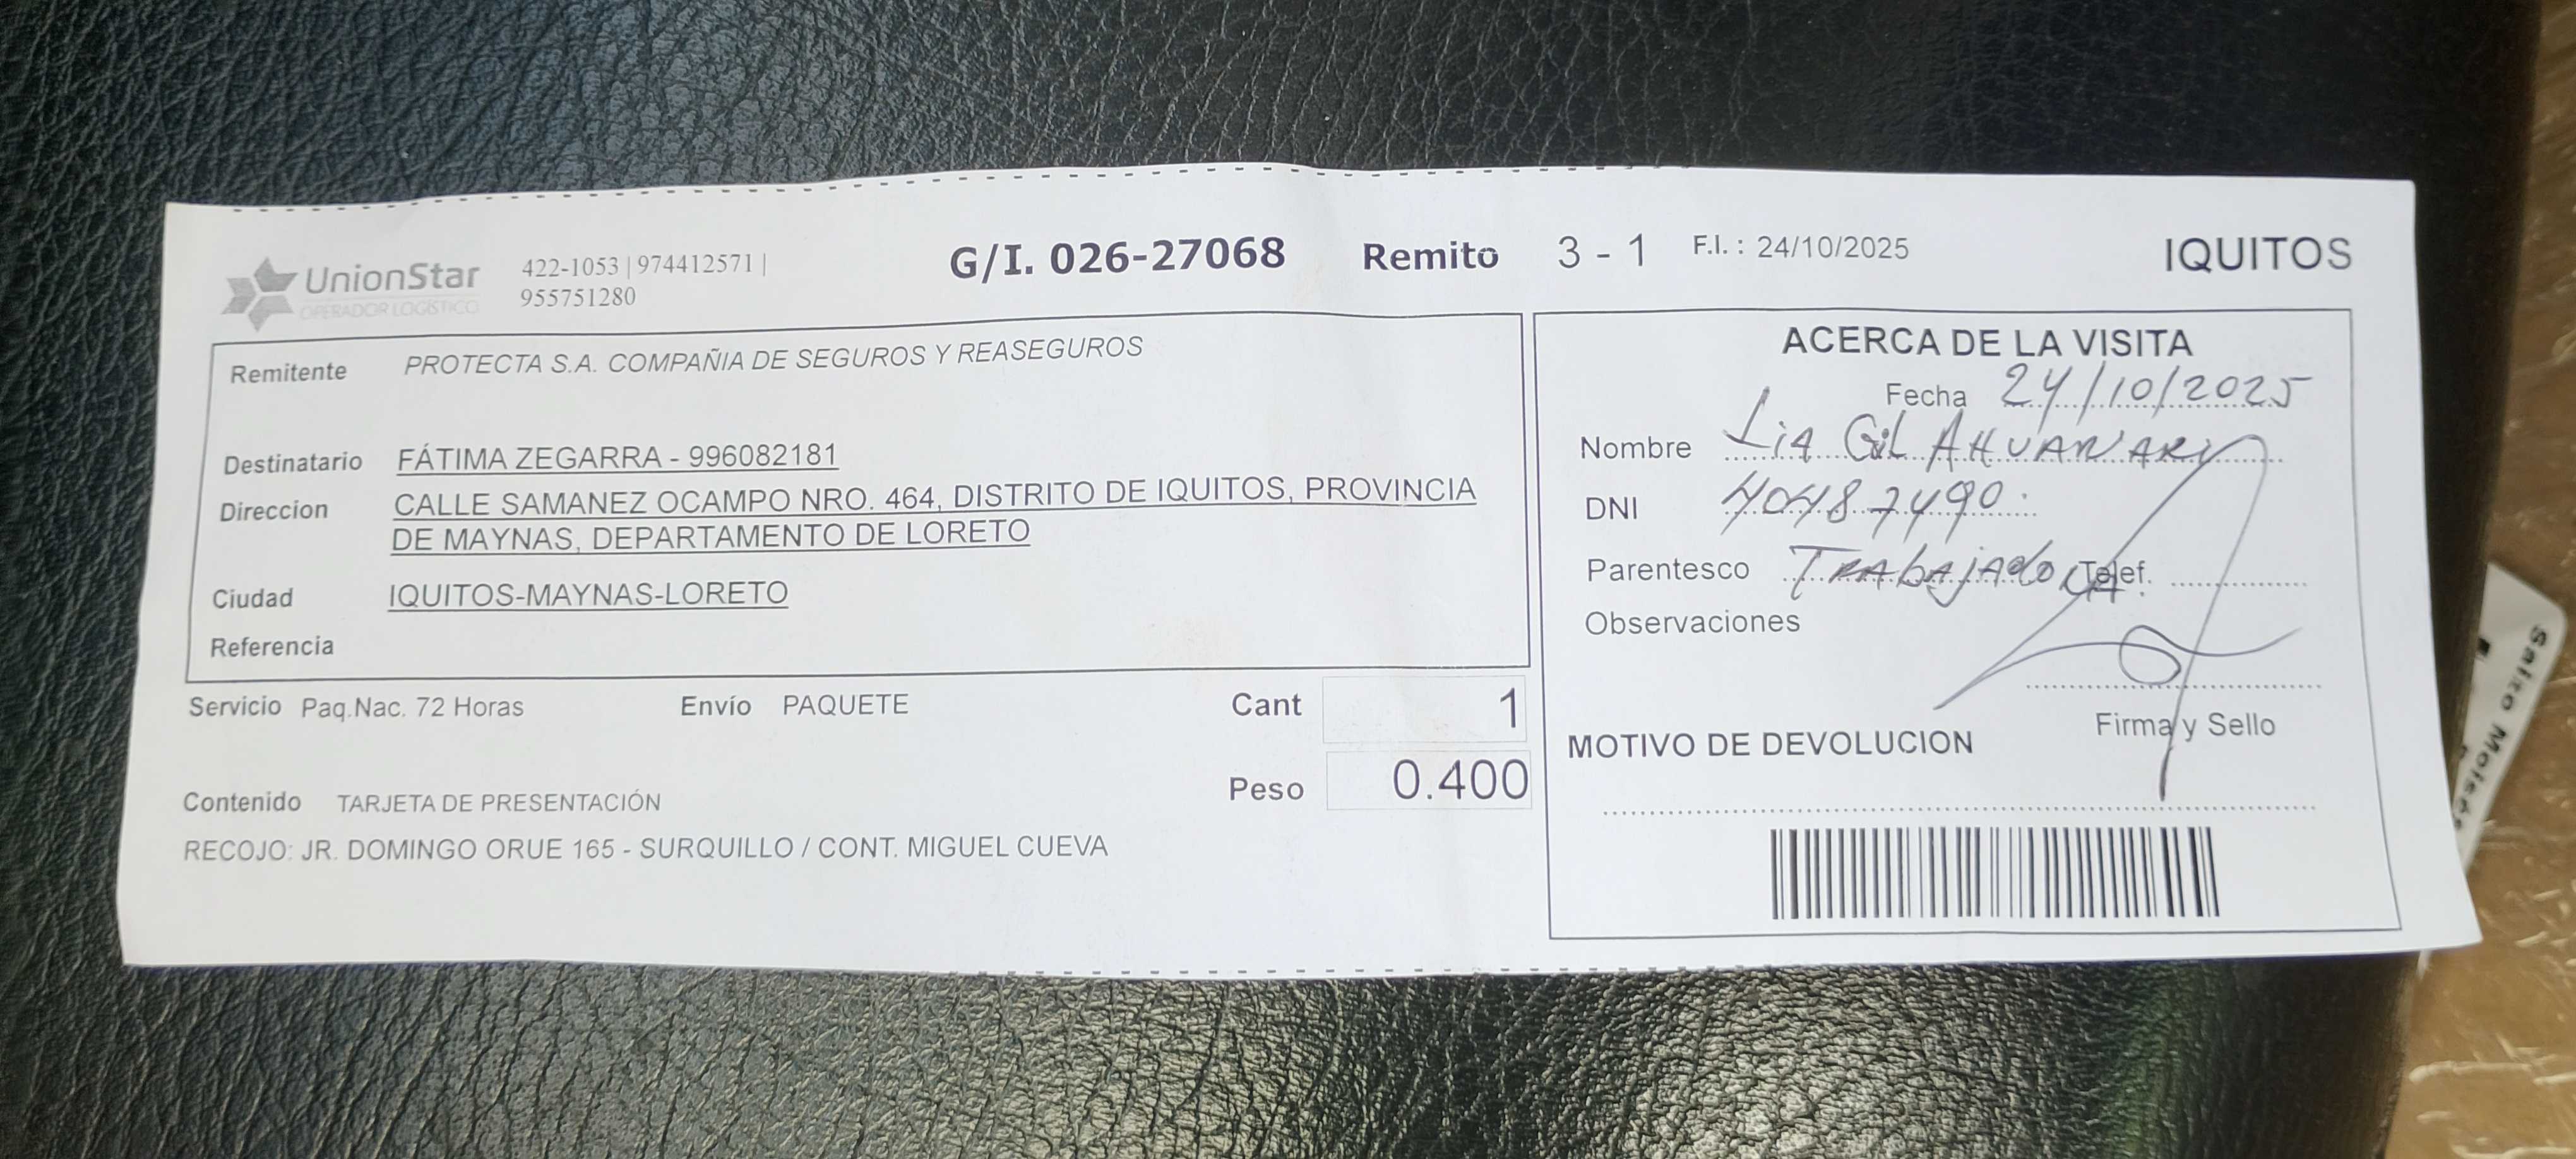 UnionStar
OPERADOR LOGÍSTICO
422-1053 | 974412571 |
955751280
G/I. 026-27068 Remito 3 - 1 F.I. : 24/10/2025 IQUITOS
Remitente PROTECTA S.A. COMPAÑIA DE SEGUROS Y REASEGUROS
Destinatario FÁTIMA ZEGARRA - 996082181
Direccion CALLE SAMANEZ OCAMPO NRO. 464, DISTRITO DE IQUITOS, PROVINCIA
DE MAYNAS, DEPARTAMENTO DE LORETO
Ciudad IQUITOS-MAYNAS-LORETO
Referencia
Servicio Paq.Nac. 72 Horas Envío PAQUETE Cant 1
Peso 0.400
Contenido TARJETA DE PRESENTACIÓN
RECOJO: JR. DOMINGO ORUE 165 - SURQUILLO / CONT. MIGUEL CUEVA
ACERCA DE LA VISITA
Fecha 24/10/2025
Nombre Lia Gil AHUANARI
DNI 40487490
Parentesco Trabajadora Telef.
Observaciones
Firma y Sello
MOTIVO DE DEVOLUCION